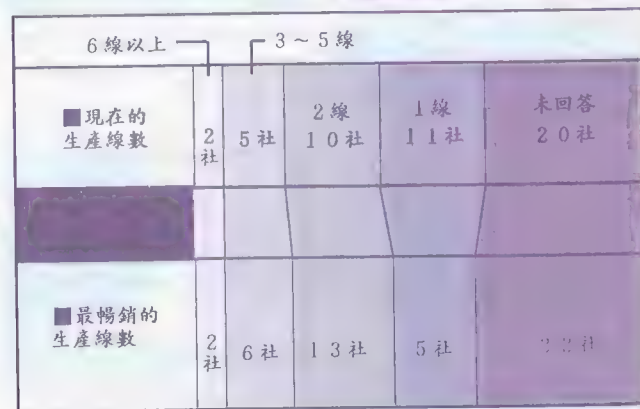 6線以上
3～5線
■現在的
生產線數
2
社
5社
2線
10社
1線
11社
未回答
20社
■最暢銷的
生產線數
2
社
6社
13社
5社